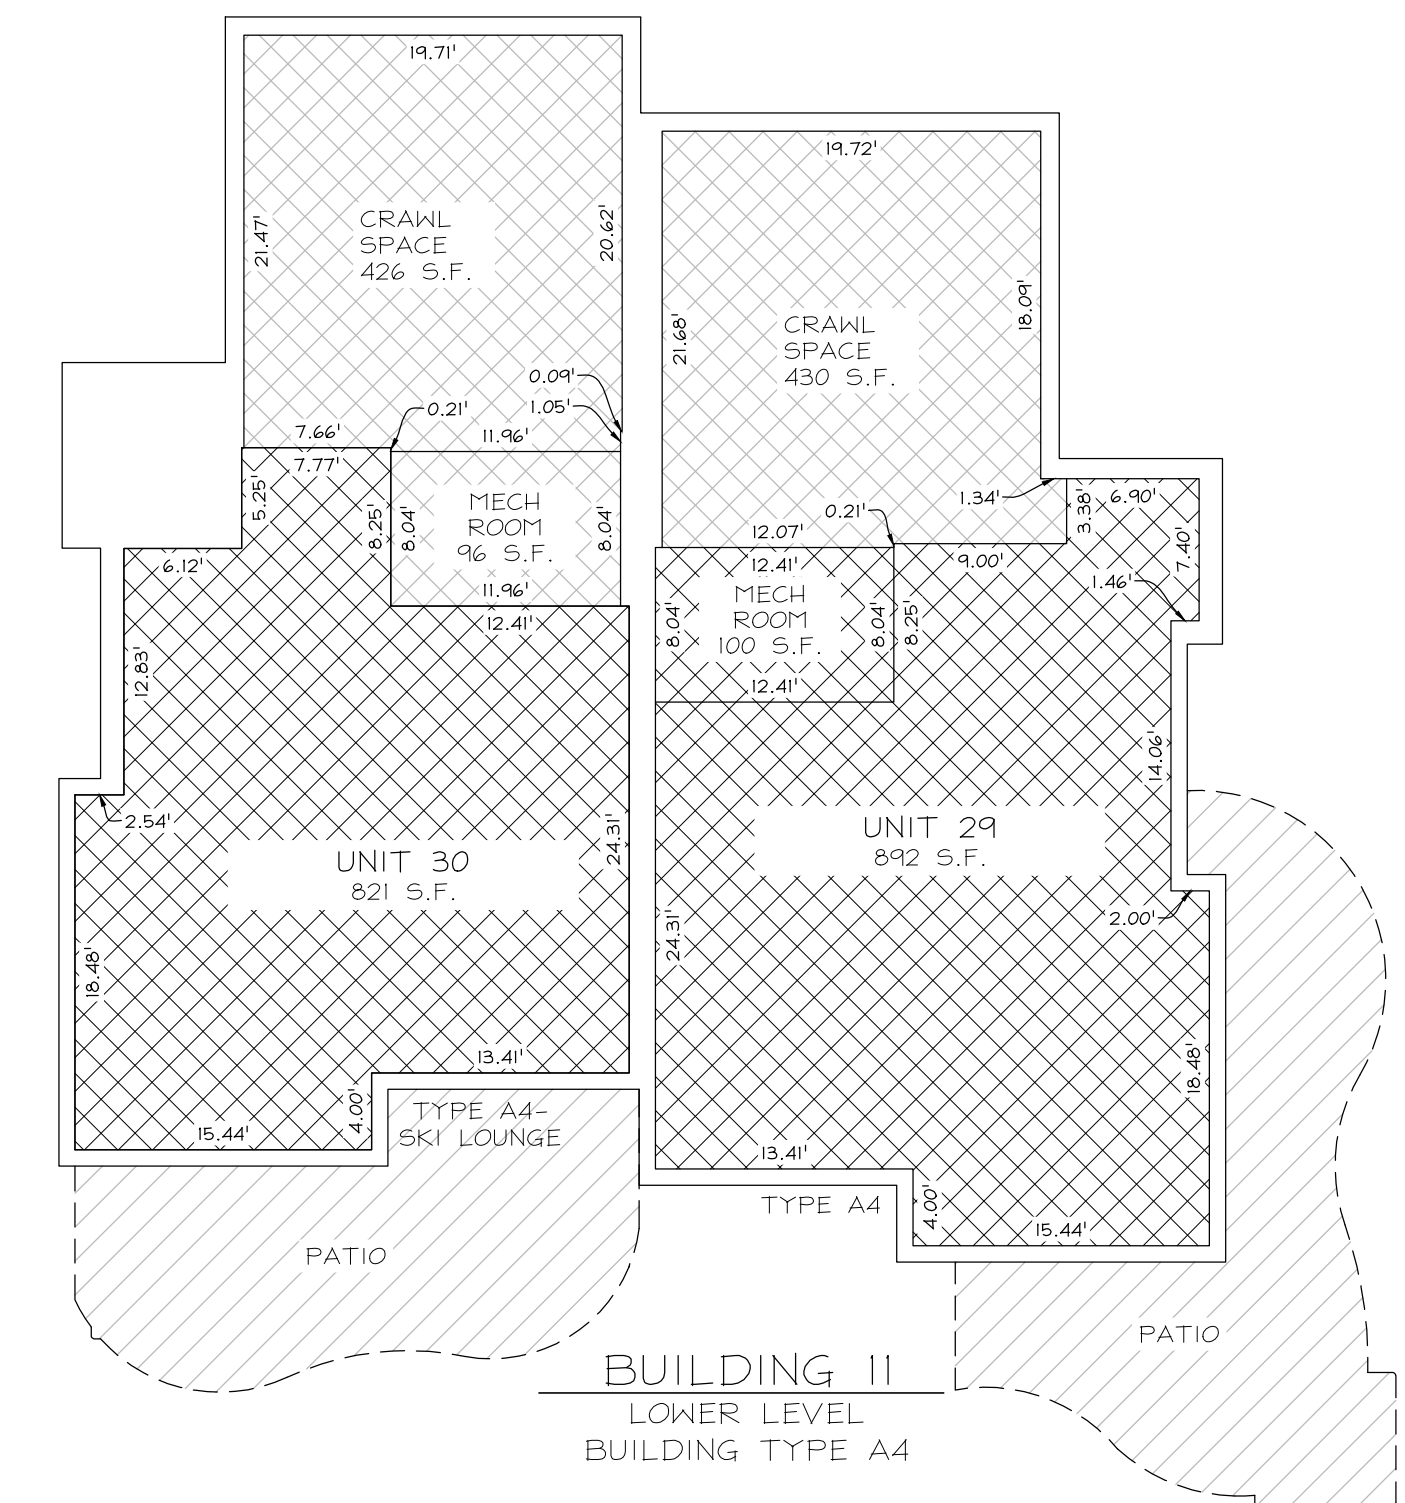 19.71'
19.72'
CRAWL
SPACE
426 S.F.
21.47'
20.62'
CRAWL
SPACE
430 S.F.
21.68'
18.09'
0.09'
1.05'
0.21'
7.66'
11.96'
7.77'
5.25'
8.25'
8.04'
MECH
ROOM
96 S.F.
8.04'
11.96'
12.41'
6.12'
1.34'
3.38'
6.90'
0.21'
12.07'
12.41'
9.00'
7.40'
1.46'
MECH
ROOM
100 S.F.
8.04'
8.04'
8.25'
12.41'
12.83'
14.06'
2.54'
UNIT 30
821 S.F.
24.31'
UNIT 29
892 S.F.
2.00'
24.31'
18.48'
18.48'
13.41'
4.00'
15.44'
TYPE A4-
SKI LOUNGE
13.41'
TYPE A4
4.00'
15.44'
PATIO
PATIO
BUILDING 11
LOWER LEVEL
BUILDING TYPE A4